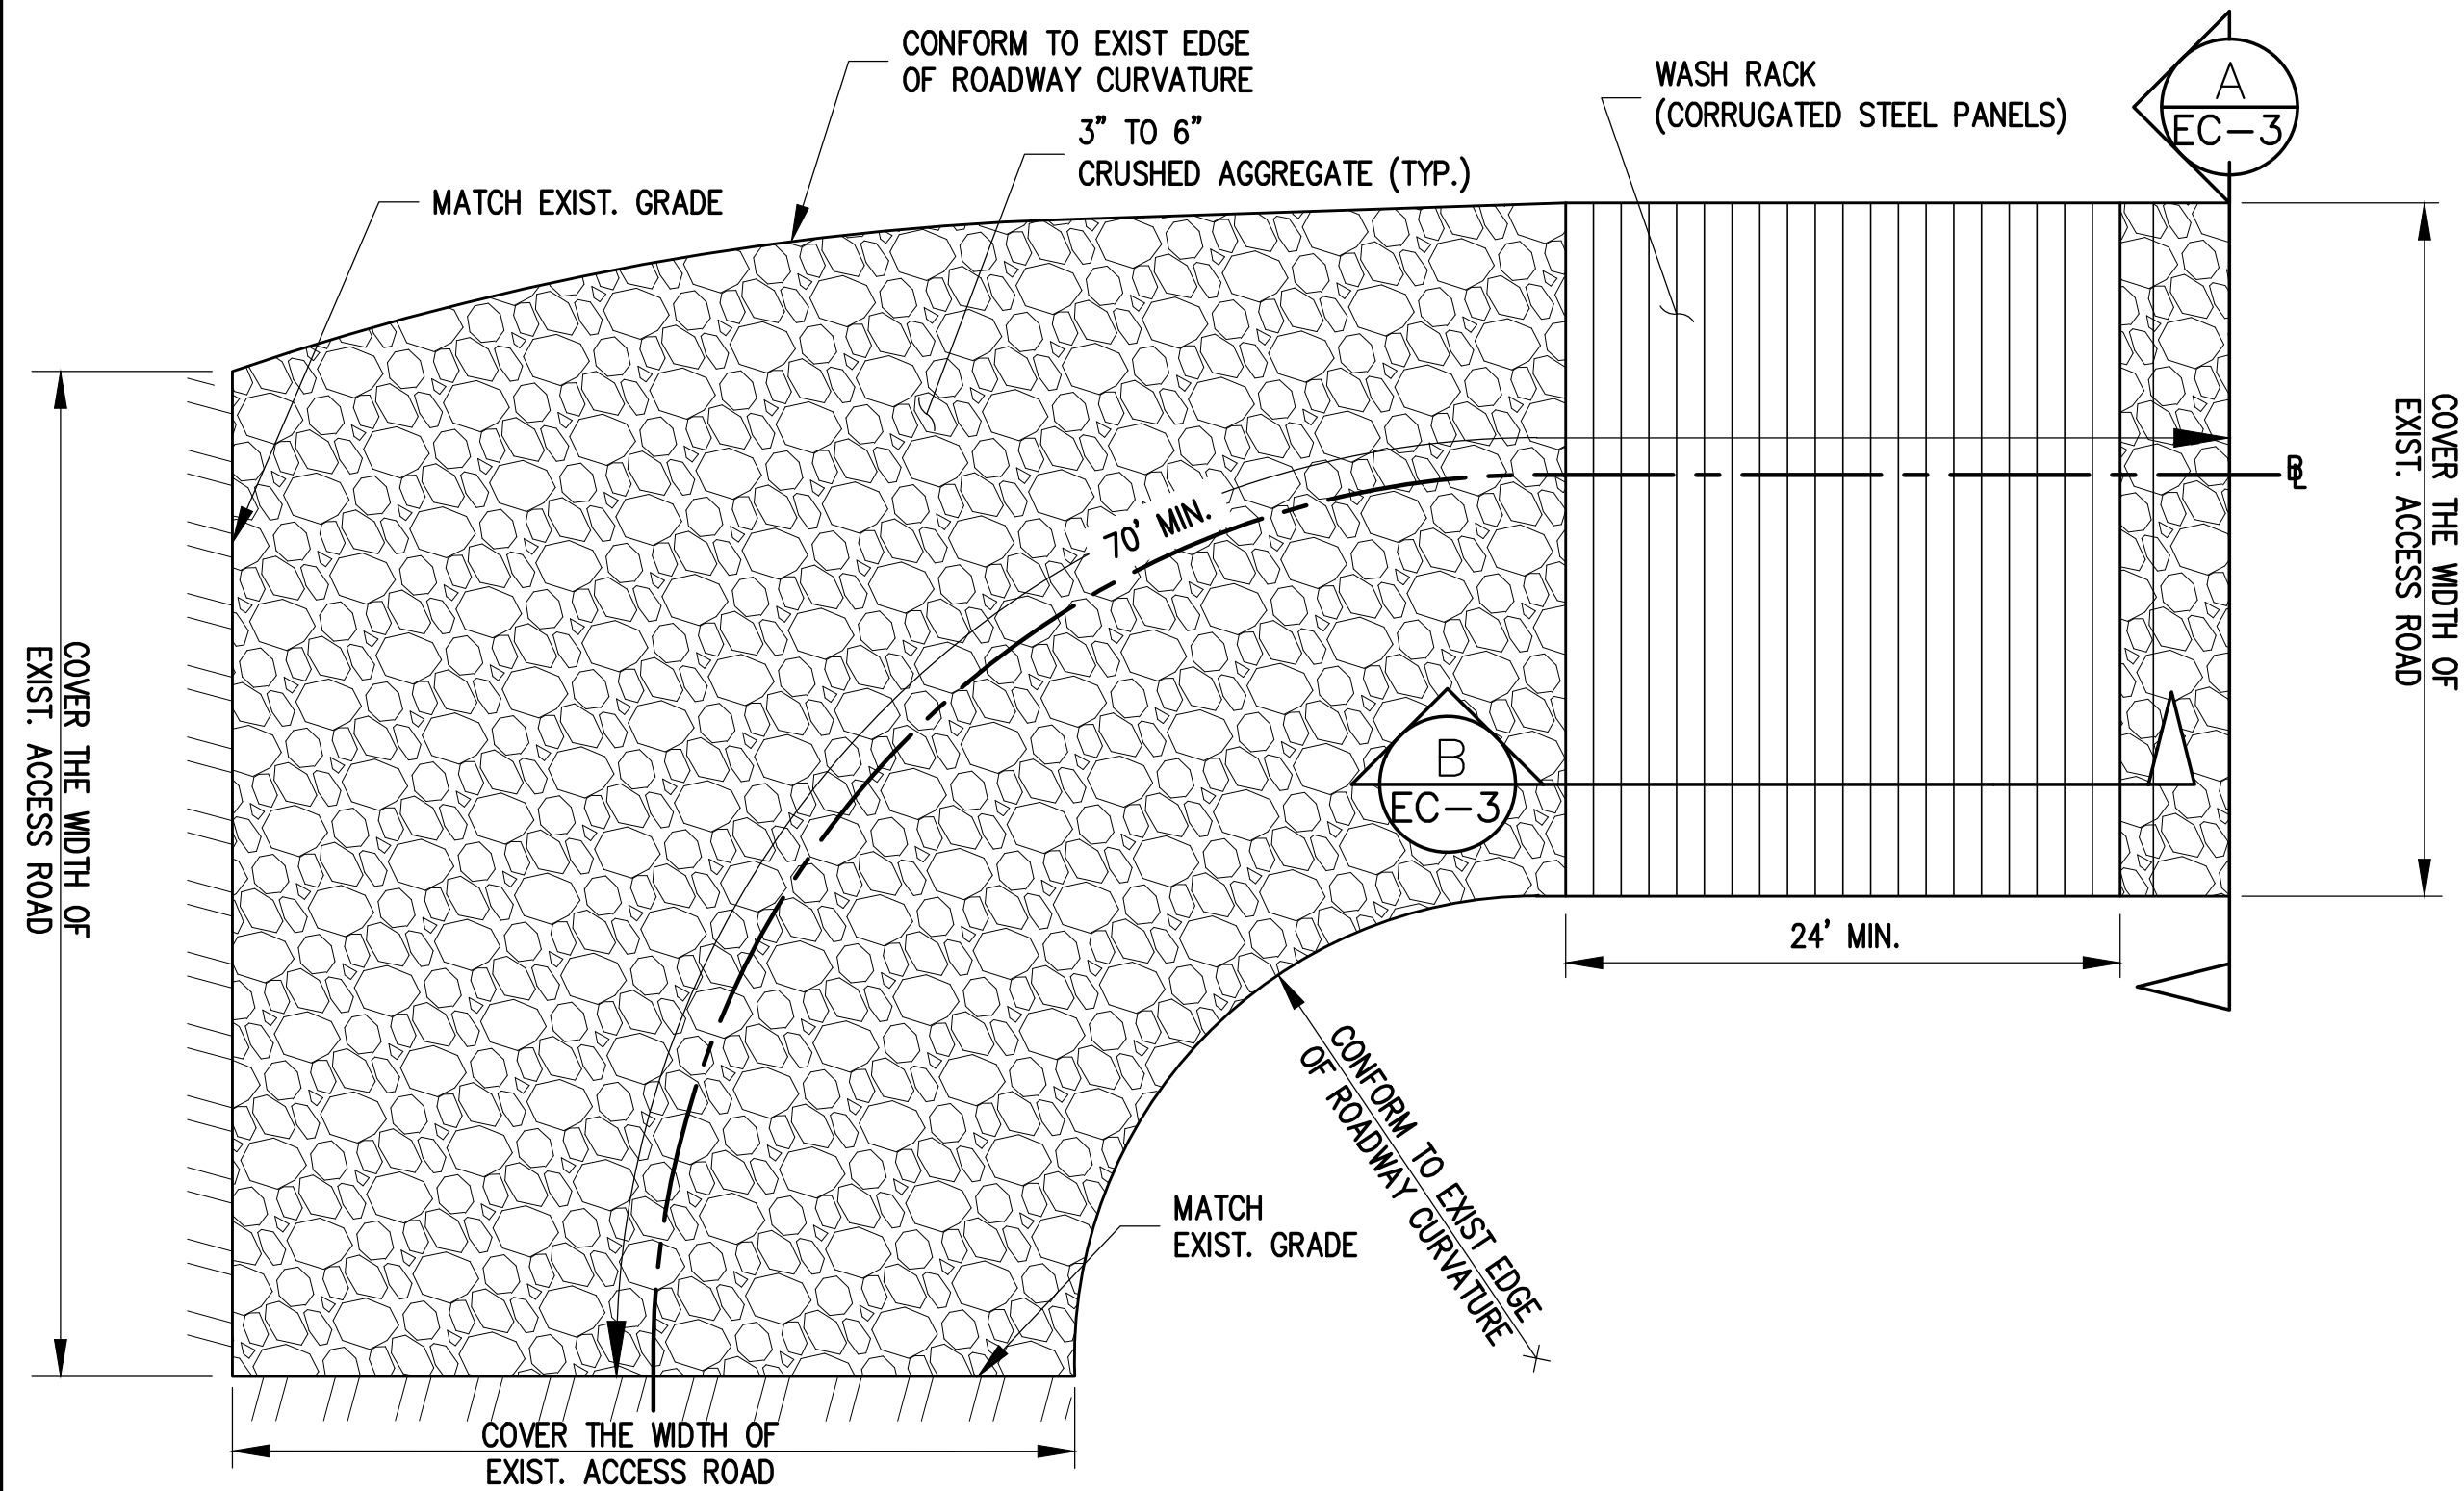 CONFORM TO EXIST EDGE
OF ROADWAY CURVATURE
3" TO 6"
CRUSHED AGGREGATE (TYP.)
WASH RACK
(CORRUGATED STEEL PANELS)
A
EC-3
MATCH EXIST. GRADE
COVER THE WIDTH OF
EXIST. ACCESS ROAD
BL
70' MIN.
B
EC-3
COVER THE WIDTH OF
EXIST. ACCESS ROAD
24' MIN.
CONFORM TO EXIST EDGE
OF ROADWAY CURVATURE
MATCH
EXIST. GRADE
COVER THE WIDTH OF
EXIST. ACCESS ROAD